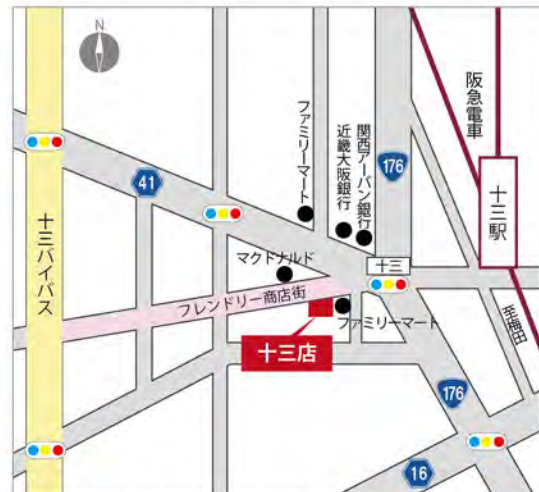 N
阪急電車
ファミリーマート
近畿大阪銀行
関西アーバン銀行
176
41
十三駅
十三バイパス
マクドナルド
十三
フレンドリー商店街
ファミリーマート
至梅田
十三店
176
16